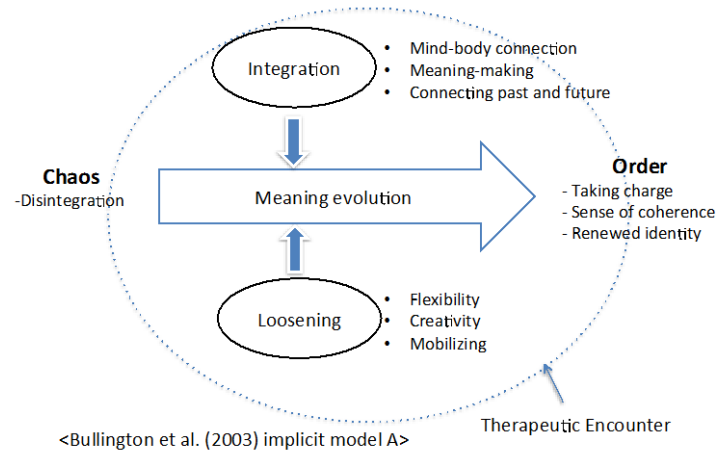 Integration
• Mind-body connection
• Meaning-making
• Connecting past and future
Chaos
-Disintegration
Meaning evolution
Order
- Taking charge
- Sense of coherence
- Renewed identity
Loosening
• Flexibility
• Creativity
• Mobilizing
Therapeutic Encounter
<Bullington et al. (2003) implicit model A>